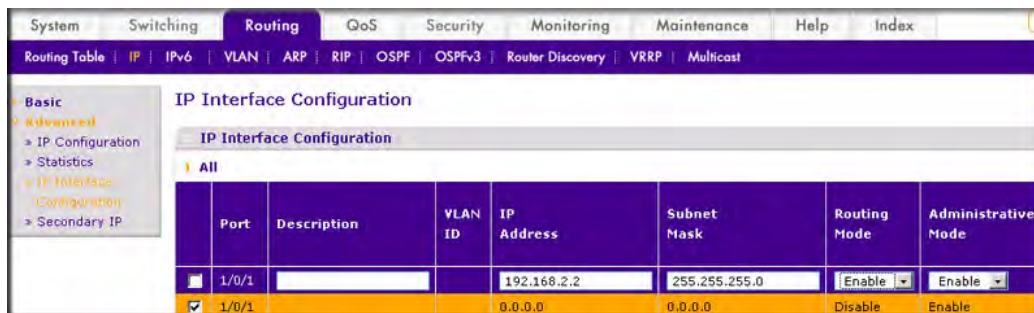 System Switching Routing QoS Security Monitoring Maintenance Help Index
Routing Table | IP | IPv6 | VLAN | ARP | RIP | OSPF | OSPFv3 | Router Discovery | VRRP | Multicast
Basic
Advanced
» IP Configuration
» Statistics
» IP Interface
Configuration
» Secondary IP
IP Interface Configuration
IP Interface Configuration
All
Port Description VLAN ID IP Address Subnet Mask Routing Mode Administrative Mode
1/0/1 192.168.2.2 255.255.255.0 Enable Enable
1/0/1 0.0.0.0 0.0.0.0 Disable Enable